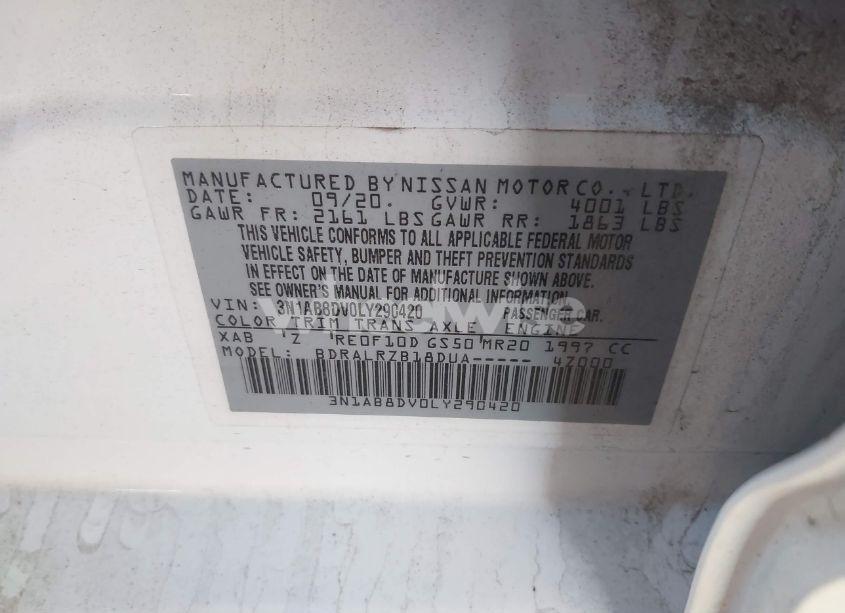 MANUFACTURED BY NISSAN MOTOR CO., LTD.
DATE: 09/20. GVWR: 4001 LBS
GAWR FR: 2161 LBS GAWR RR: 1863 LBS
THIS VEHICLE CONFORMS TO ALL APPLICABLE FEDERAL MOTOR
VEHICLE SAFETY, BUMPER AND THEFT PREVENTION STANDARDS
IN EFFECT ON THE DATE OF MANUFACTURE SHOWN ABOVE.
SEE OWNER'S MANUAL FOR ADDITIONAL INFORMATION.
VIN: 3N1AB8DV0LY290420 PASSENGER CAR.
COLOR TRIM TRANS AXLE ENGINE
XAB 'Z RE0F10D GS50 MR20 1997 CC
MODEL: BDRALRZB18DUA----- 47000
3N1AB8DV0LY290420